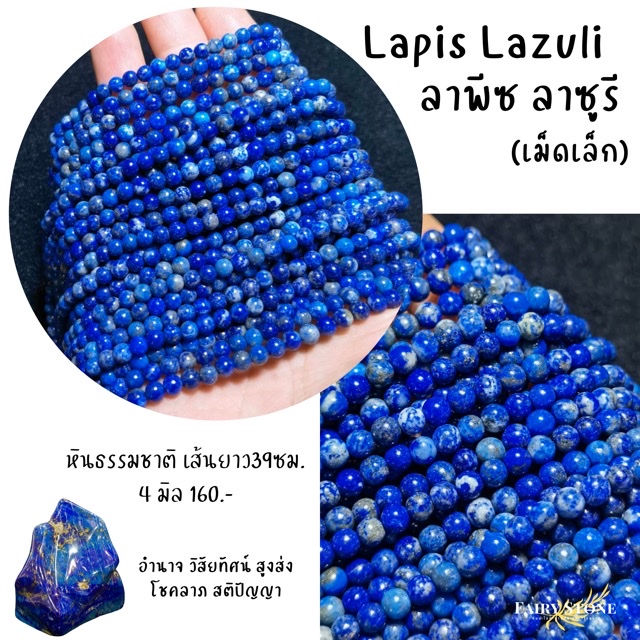 Lapis Lazuli
ลาพีซ ลาซูรี
(เม็ดเล็ก)
หินธรรมชาติ เส้นยาว39ซม.
4 มิล 160.-
อำนาจ วิสัยทัศน์ สูงส่ง
โชคลาภ สติปัญญา
FAIRY STONE